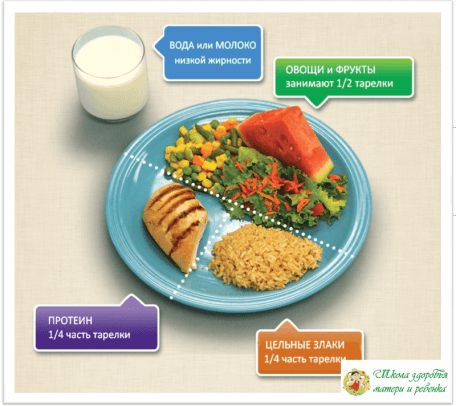 ВОДА или МОЛОКО
низкой жирности
ОВОЩИ и ФРУКТЫ
занимают 1/2 тарелки
ПРОТЕИН
1/4 часть тарелки
ЦЕЛЬНЫЕ ЗЛАКИ
1/4 часть тарелки
Школа здоровья
матери и ребенка